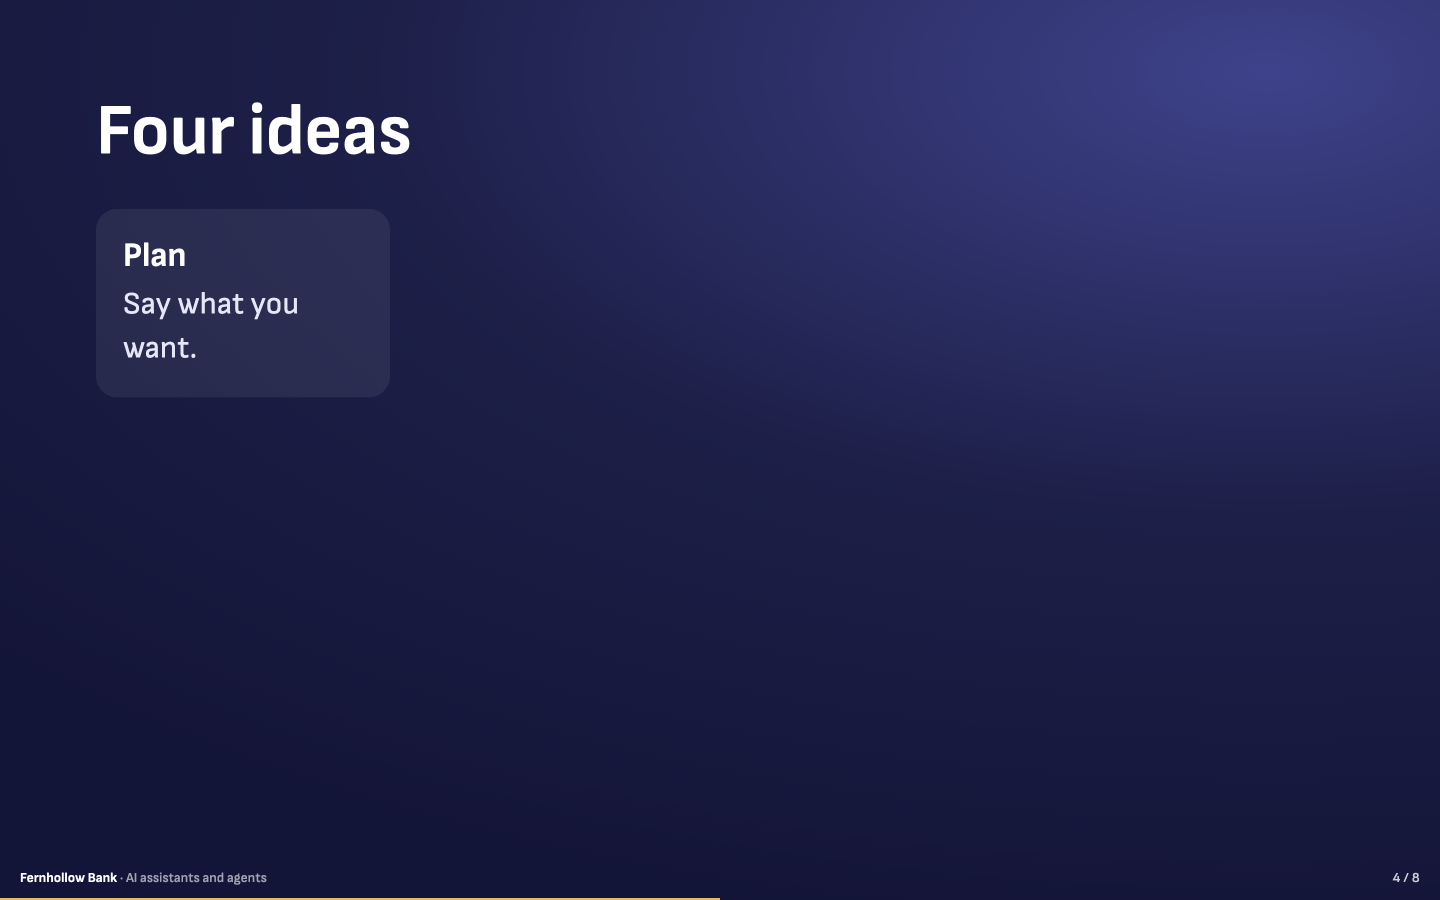 Four ideas
Plan
Say what you
want.
Fernhollow Bank · AI assistants and agents
4 / 8